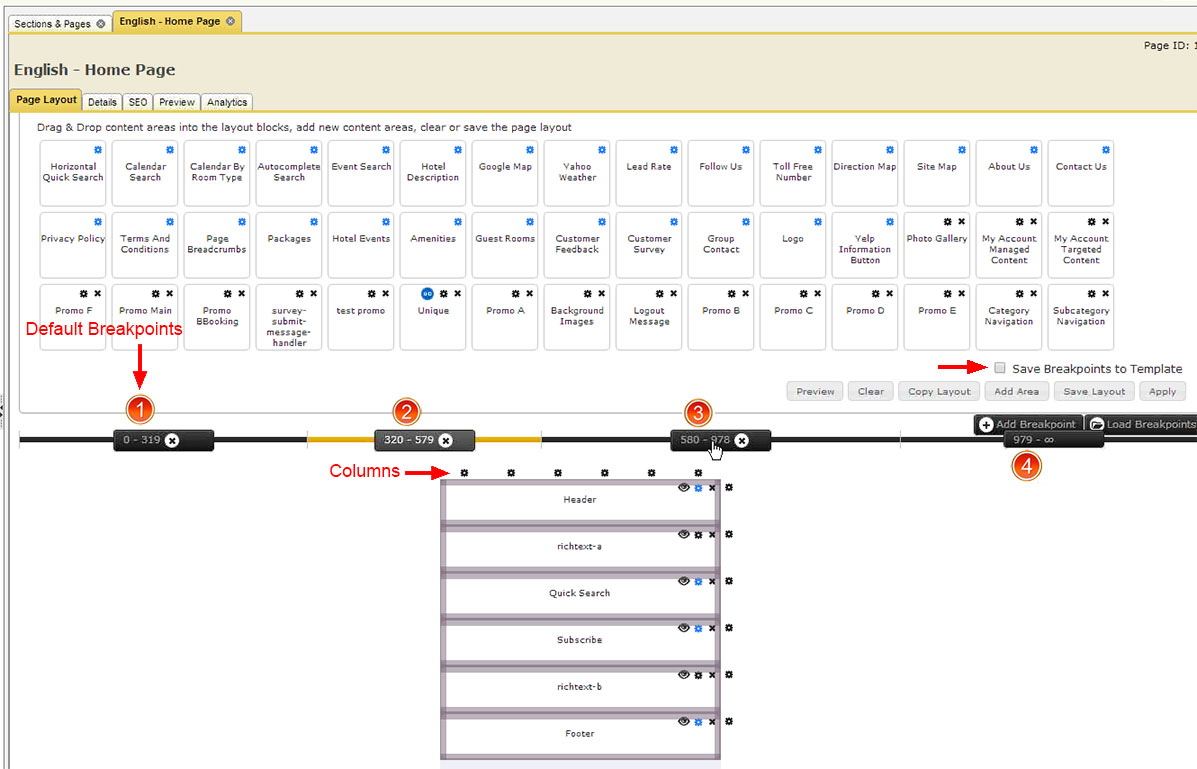 Sections & Pages
English - Home Page
Page ID: 1
English - Home Page
Page Layout
Details
SEO
Preview
Analytics
Drag & Drop content areas into the layout blocks, add new content areas, clear or save the page layout
Horizontal
Quick Search
Calendar
Search
Calendar By
Room Type
Autocomplete
Search
Event Search
Hotel
Description
Google Map
Yahoo
Weather
Lead Rate
Follow Us
Toll Free
Number
Direction Map
Site Map
About Us
Contact Us
Privacy Policy
Terms And
Conditions
Page
Breadcrumbs
Packages
Hotel Events
Amenities
Guest Rooms
Customer
Feedback
Customer
Survey
Group
Contact
Logo
Yelp
Information
Button
Photo Gallery
My Account
Managed
Content
My Account
Targeted
Content
Promo F
Promo Main
Promo
BBooking
survey-
submit-
message-
handler
test promo
Unique
Promo A
Background
Images
Logout
Message
Promo B
Promo C
Promo D
Promo E
Category
Navigation
Subcategory
Navigation
Default Breakpoints
Save Breakpoints to Template
Preview
Clear
Copy Layout
Add Area
Save Layout
Apply
1
2
3
Add Breakpoint
Load Breakpoints
0 - 319
320 - 579
580 - 978
979 - ∞
4
Columns
Header
richtext-a
Quick Search
Subscribe
richtext-b
Footer